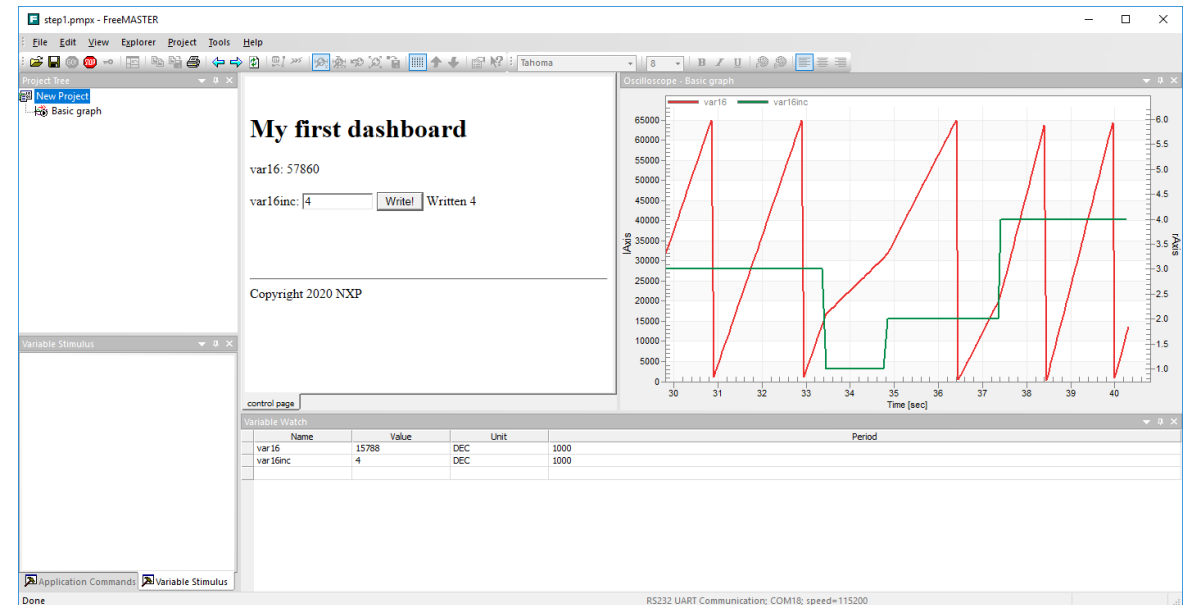 step1.pmpx - FreeMASTER
File Edit View Explorer Project Tools Help
Tahoma 8 B I U
Project Tree
New Project
Basic graph
My first dashboard
var16: 57860
var16inc: 4 Write! Written 4
Copyright 2020 NXP
control page
Oscilloscope - Basic graph
var16 var16inc
65000
60000
55000
50000
45000
40000
35000
30000
25000
20000
15000
10000
5000
0
lAxis
6.0
5.5
5.0
4.5
4.0
3.5
3.0
2.5
2.0
1.5
1.0
rAxis
30 31 32 33 34 35 36 37 38 39 40
Time [sec]
Variable Stimulus
Variable Watch
Name Value Unit Period
var16 15788 DEC 1000
var16inc 4 DEC 1000
Application Commands Variable Stimulus
Done RS232 UART Communication; COM18; speed=115200